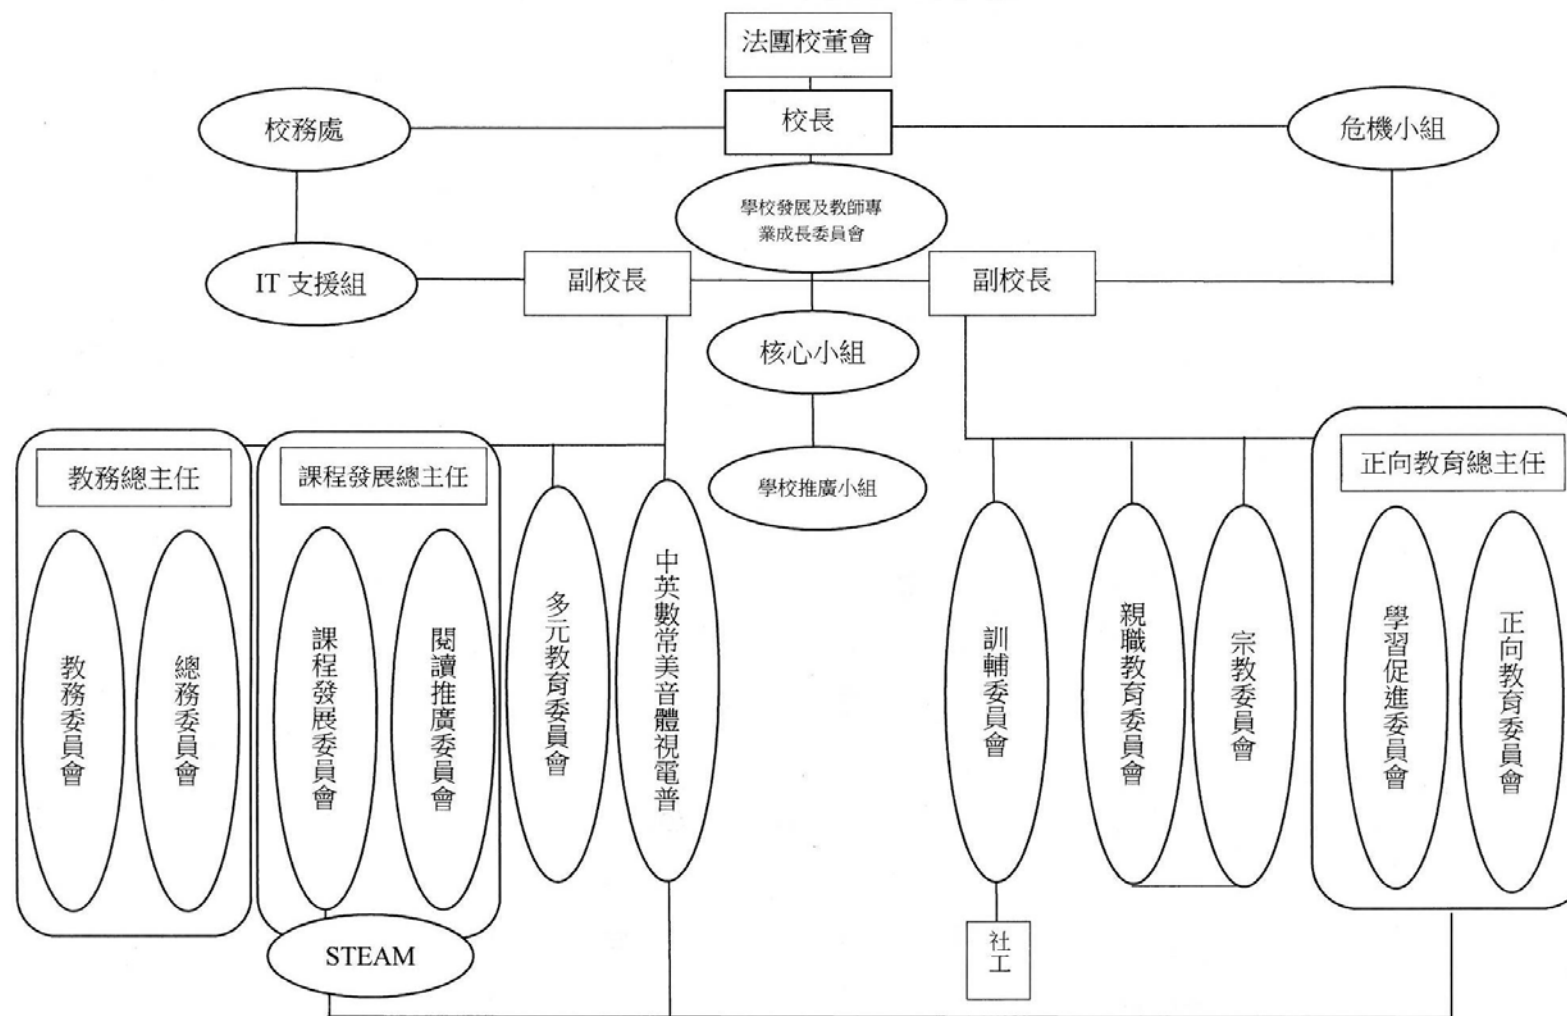 法團校董會
校長
校務處
危機小組
學校發展及教師專
業成長委員會
IT 支援組
副校長
副校長
核心小組
學校推廣小組
教務總主任
課程發展總主任
正向教育總主任
教務委員會
總務委員會
課程發展委員會
閱讀推廣委員會
多元教育委員會
中英數常美音體視電普
訓輔委員會
親職教育委員會
宗教委員會
學習促進委員會
正向教育委員會
STEAM
社工